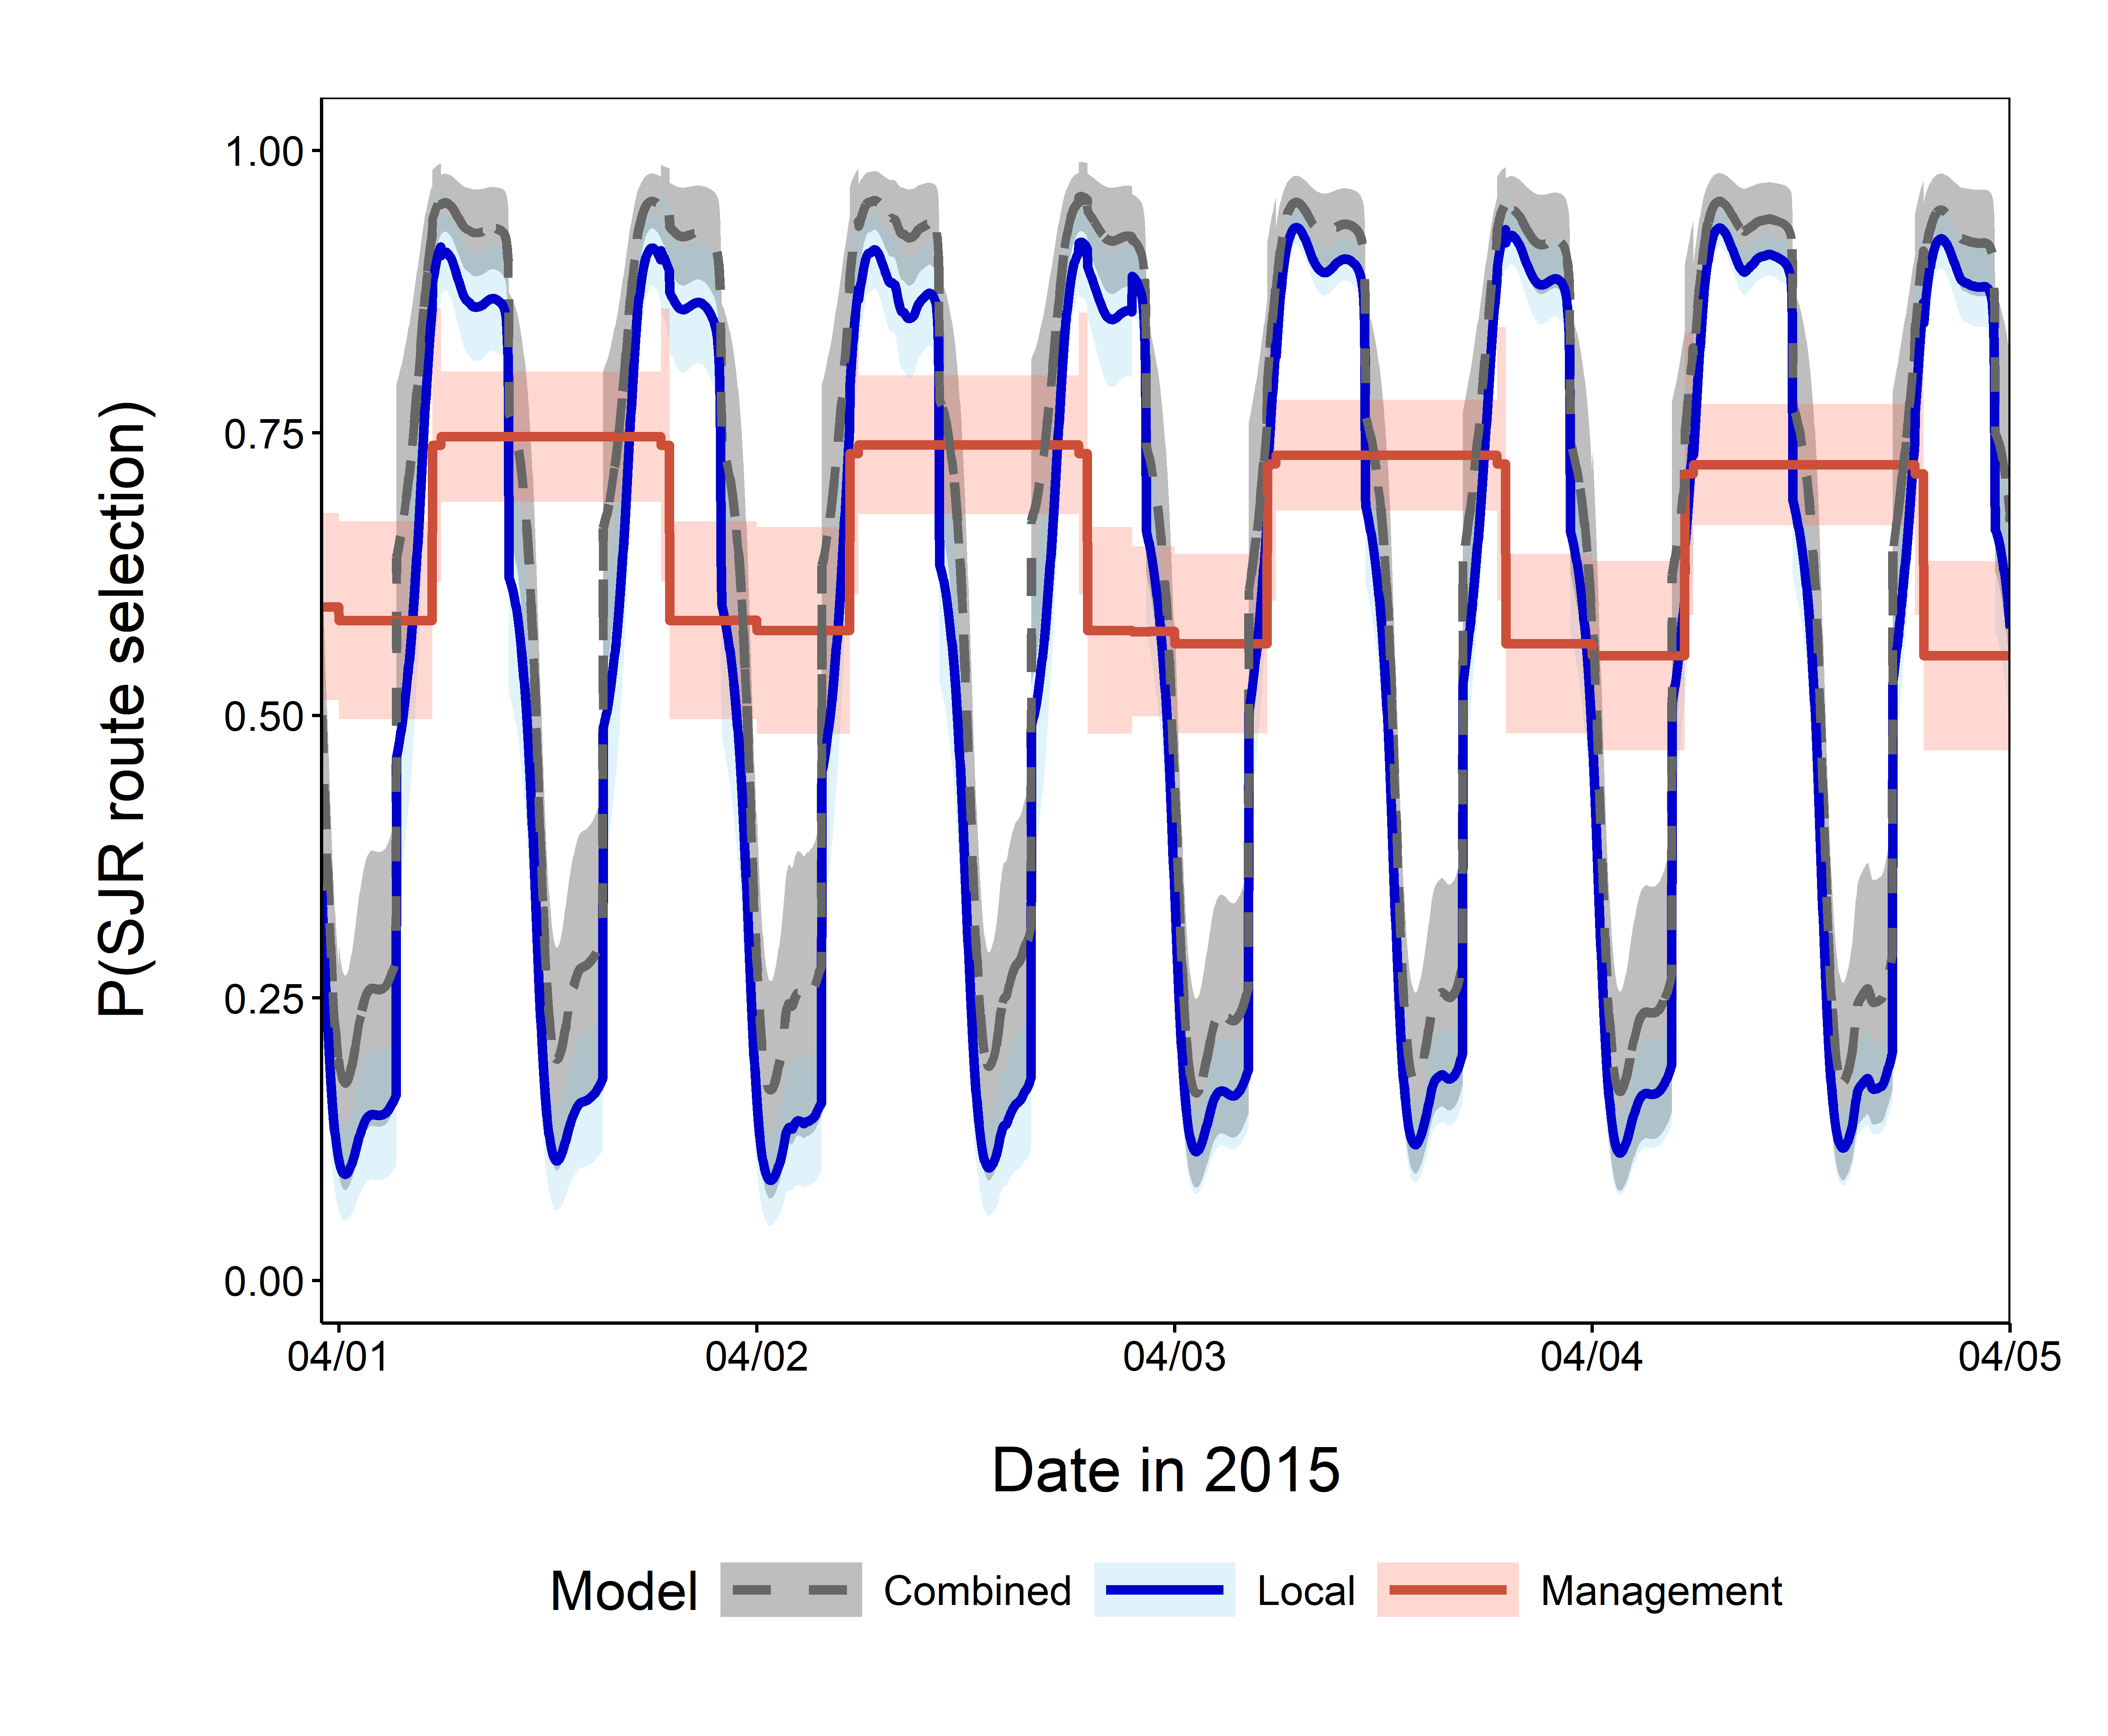 P(SJR route selection)
1.00
0.75
0.50
0.25
0.00
04/01 04/02 04/03 04/04 04/05
Date in 2015
Model Combined Local Management